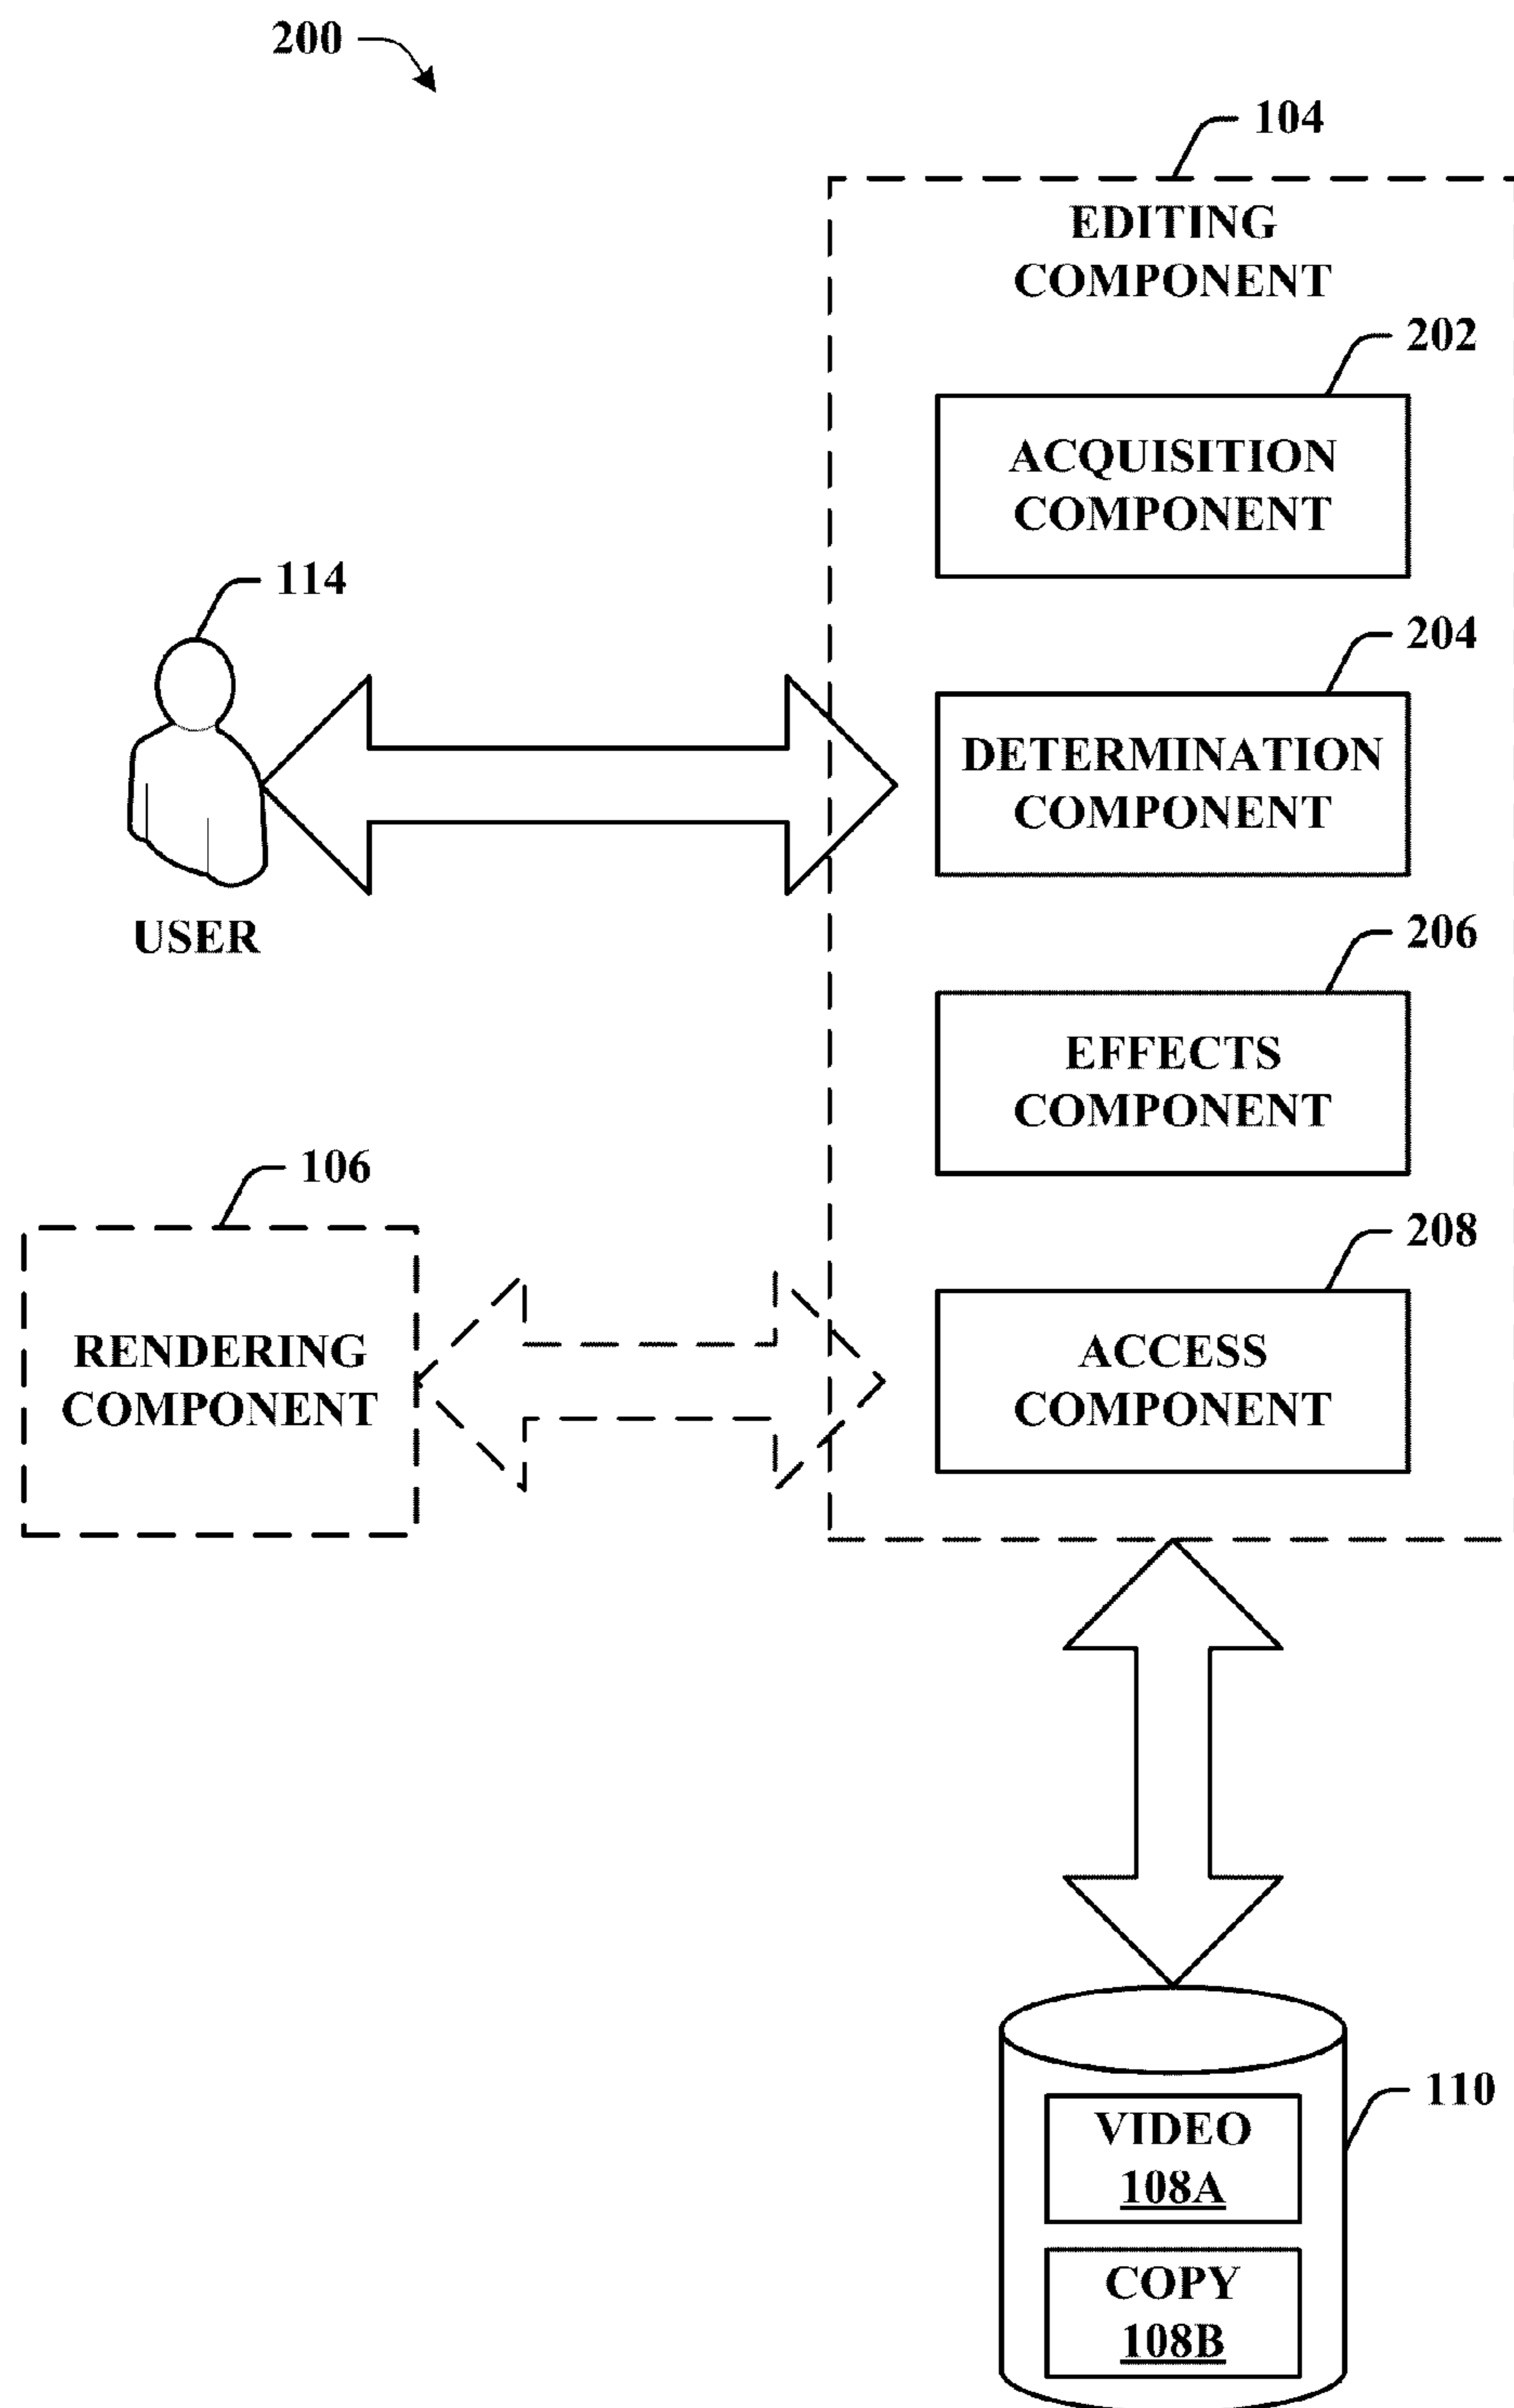 200
104
EDITING
COMPONENT
202
ACQUISITION
COMPONENT
114
204
DETERMINATION
COMPONENT
USER
206
EFFECTS
COMPONENT
106
208
RENDERING
COMPONENT
ACCESS
COMPONENT
110
VIDEO
108A
COPY
108B